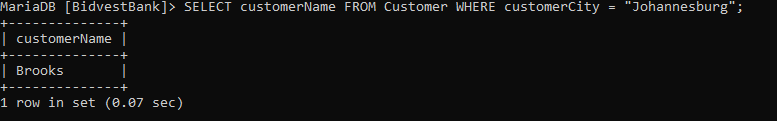 MariaDB [BidvestBank]> SELECT customerName FROM Customer WHERE customerCity = "Johannesburg";
+--------------+
| customerName |
+--------------+
| Brooks       |
+--------------+
1 row in set (0.07 sec)